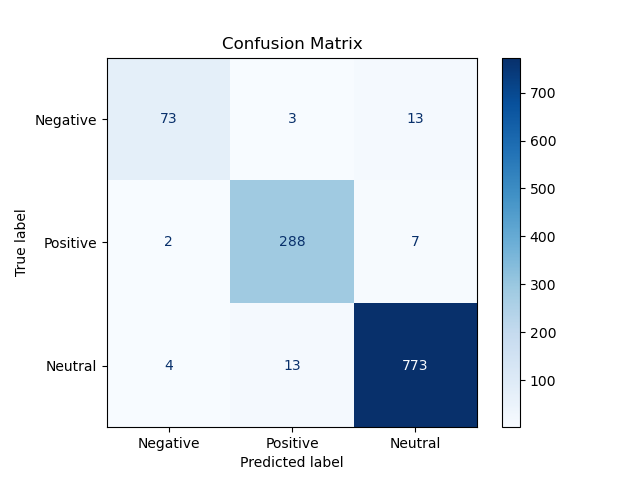 Confusion Matrix
True label
Negative 73 3 13
Positive 2 288 7
Neutral 4 13 773
Negative Positive Neutral
Predicted label
700
600
500
400
300
200
100